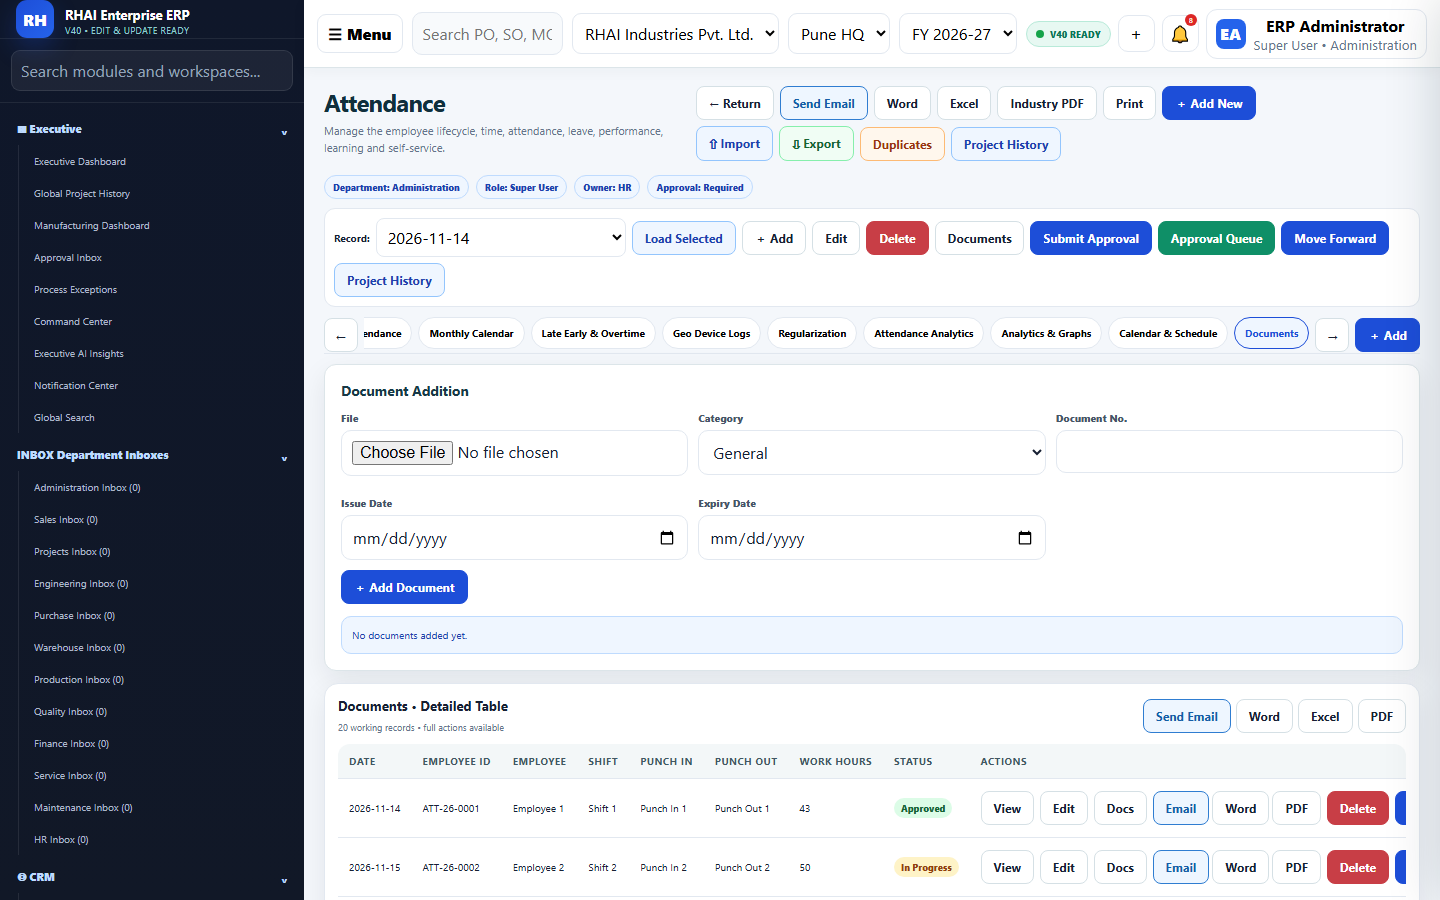 RH RHAI Enterprise ERP
V40 • EDIT & UPDATE READY
Search modules and workspaces...
Executive
Executive Dashboard
Global Project History
Manufacturing Dashboard
Approval Inbox
Process Exceptions
Command Center
Executive AI Insights
Notification Center
Global Search
INBOX Department Inboxes
Administration Inbox (0)
Sales Inbox (0)
Projects Inbox (0)
Engineering Inbox (0)
Purchase Inbox (0)
Warehouse Inbox (0)
Production Inbox (0)
Quality Inbox (0)
Finance Inbox (0)
Service Inbox (0)
Maintenance Inbox (0)
HR Inbox (0)
CRM
☰ Menu Search PO, SO, MO RHAI Industries Pvt. Ltd. Pune HQ FY 2026-27 V40 READY + 8 EA ERP Administrator
Super User • Administration
Attendance
Manage the employee lifecycle, time, attendance, leave, performance,
learning and self-service.
← Return Send Email Word Excel Industry PDF Print + Add New
⇧ Import ⇩ Export Duplicates Project History
Department: Administration Role: Super User Owner: HR Approval: Required
Record: 2026-11-14 Load Selected + Add Edit Delete Documents Submit Approval Approval Queue Move Forward
Project History
← endance Monthly Calendar Late Early & Overtime Geo Device Logs Regularization Attendance Analytics Analytics & Graphs Calendar & Schedule Documents → + Add
Document Addition
File Category Document No.
Choose File No file chosen General
Issue Date Expiry Date
mm/dd/yyyy mm/dd/yyyy
+ Add Document
No documents added yet.
Documents • Detailed Table
20 working records • full actions available
Send Email Word Excel PDF
DATE EMPLOYEE ID EMPLOYEE SHIFT PUNCH IN PUNCH OUT WORK HOURS STATUS ACTIONS
2026-11-14 ATT-26-0001 Employee 1 Shift 1 Punch In 1 Punch Out 1 43 Approved View Edit Docs Email Word PDF Delete
2026-11-15 ATT-26-0002 Employee 2 Shift 2 Punch In 2 Punch Out 2 50 In Progress View Edit Docs Email Word PDF Delete